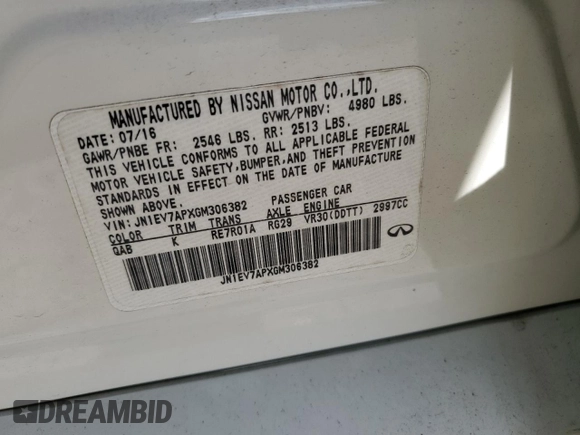 MANUFACTURED BY NISSAN MOTOR CO.,LTD.
DATE: 07/16 GVWR/PNBV: 4980 LBS.
GAWR/PNBE FR: 2546 LBS. RR: 2513 LBS.
THIS VEHICLE CONFORMS TO ALL APPLICABLE FEDERAL
MOTOR VEHICLE SAFETY,BUMPER,AND THEFT PREVENTION
STANDARDS IN EFFECT ON THE DATE OF MANUFACTURE
SHOWN ABOVE.
VIN: JN1EV7APXGM306382 PASSENGER CAR
COLOR TRIM TRANS AXLE ENGINE
QAB K RE7R01A RG29 VR30(DDTT) 2997CC
JN1EV7APXGM306382
DREAMBID